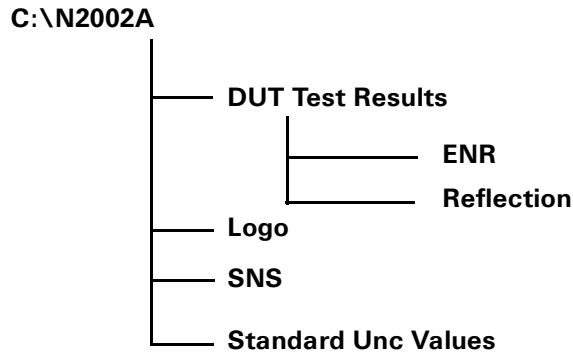 C:\N2002A
DUT Test Results
ENR
Reflection
Logo
SNS
Standard Unc Values